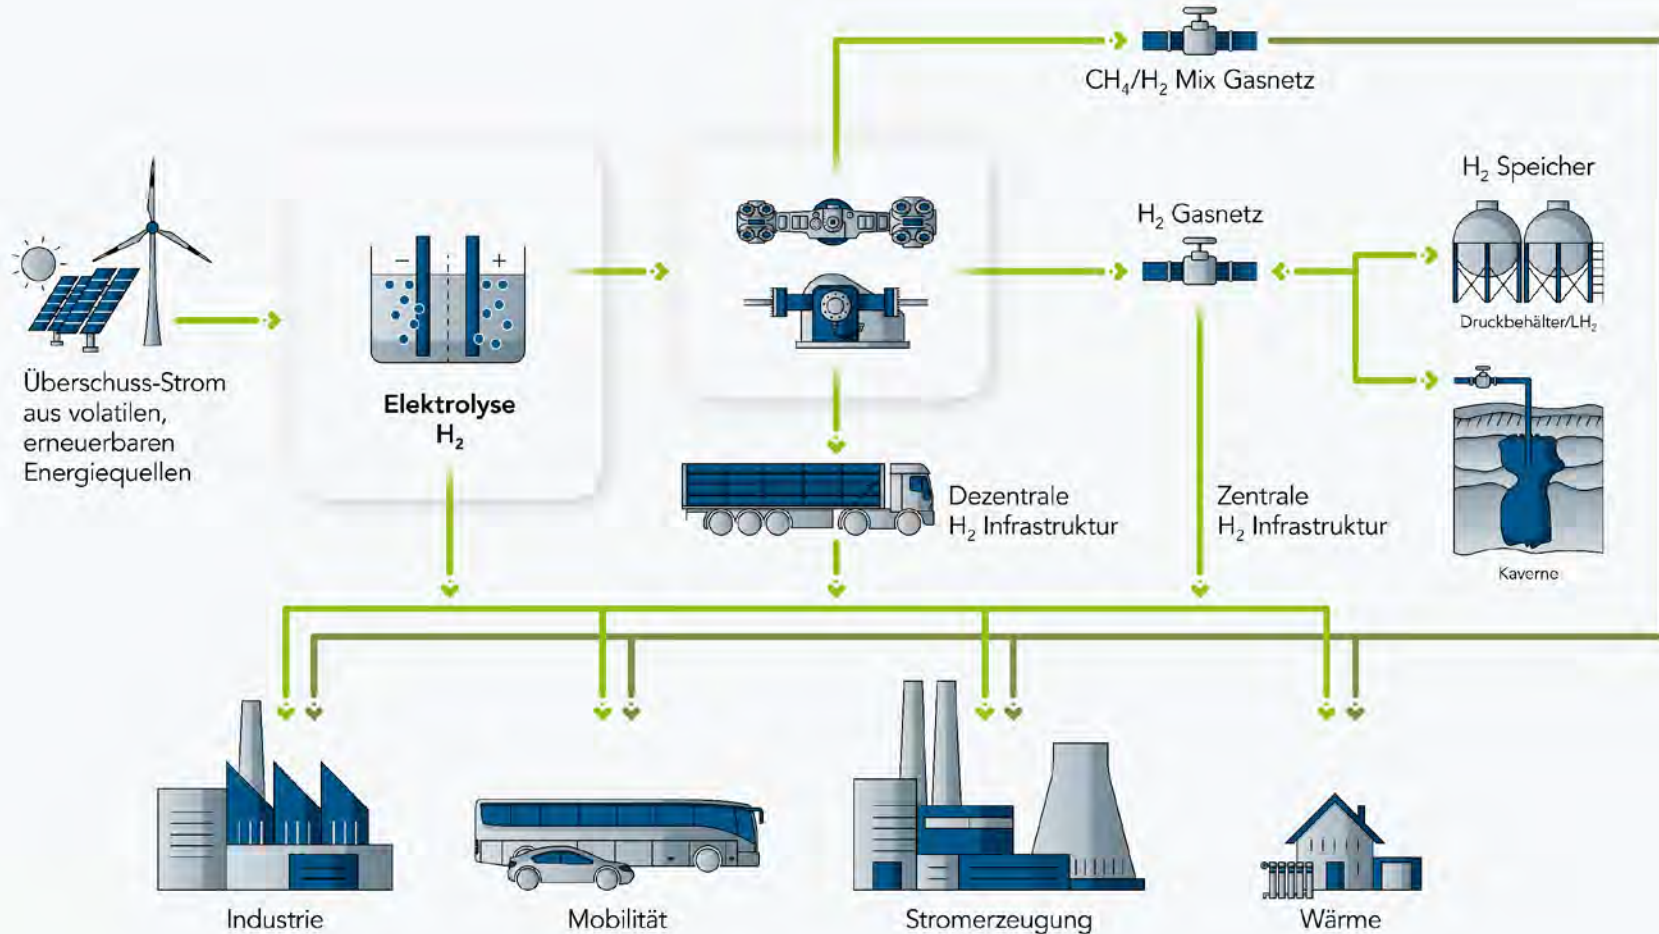 CH₄/H₂ Mix Gasnetz
H₂ Speicher
H₂ Gasnetz
Druckbehälter/LH₂
− +
Überschuss-Strom
aus volatilen,
erneuerbaren
Energiequellen
Elektrolyse
H₂
Dezentrale
H₂ Infrastruktur
Zentrale
H₂ Infrastruktur
Kaverne
Industrie
Mobilität
Stromerzeugung
Wärme